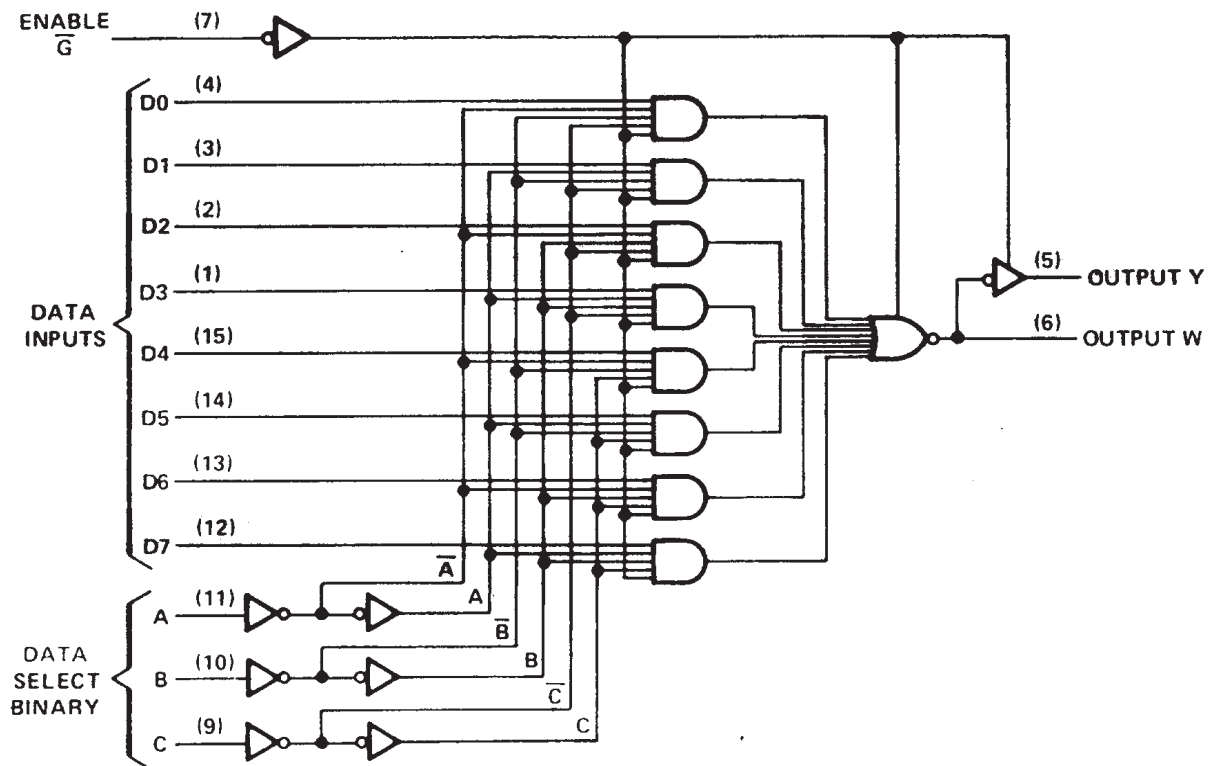 ENABLE
G̅
(7)
D0
(4)
D1
(3)
D2
(2)
D3
(1)
DATA
INPUTS
D4
(15)
D5
(14)
D6
(13)
D7
(12)
(5)
OUTPUT Y
(6)
OUTPUT W
A̅
A
(11)
A
B̅
DATA
SELECT
BINARY
B
(10)
B
C̅
C
(9)
C